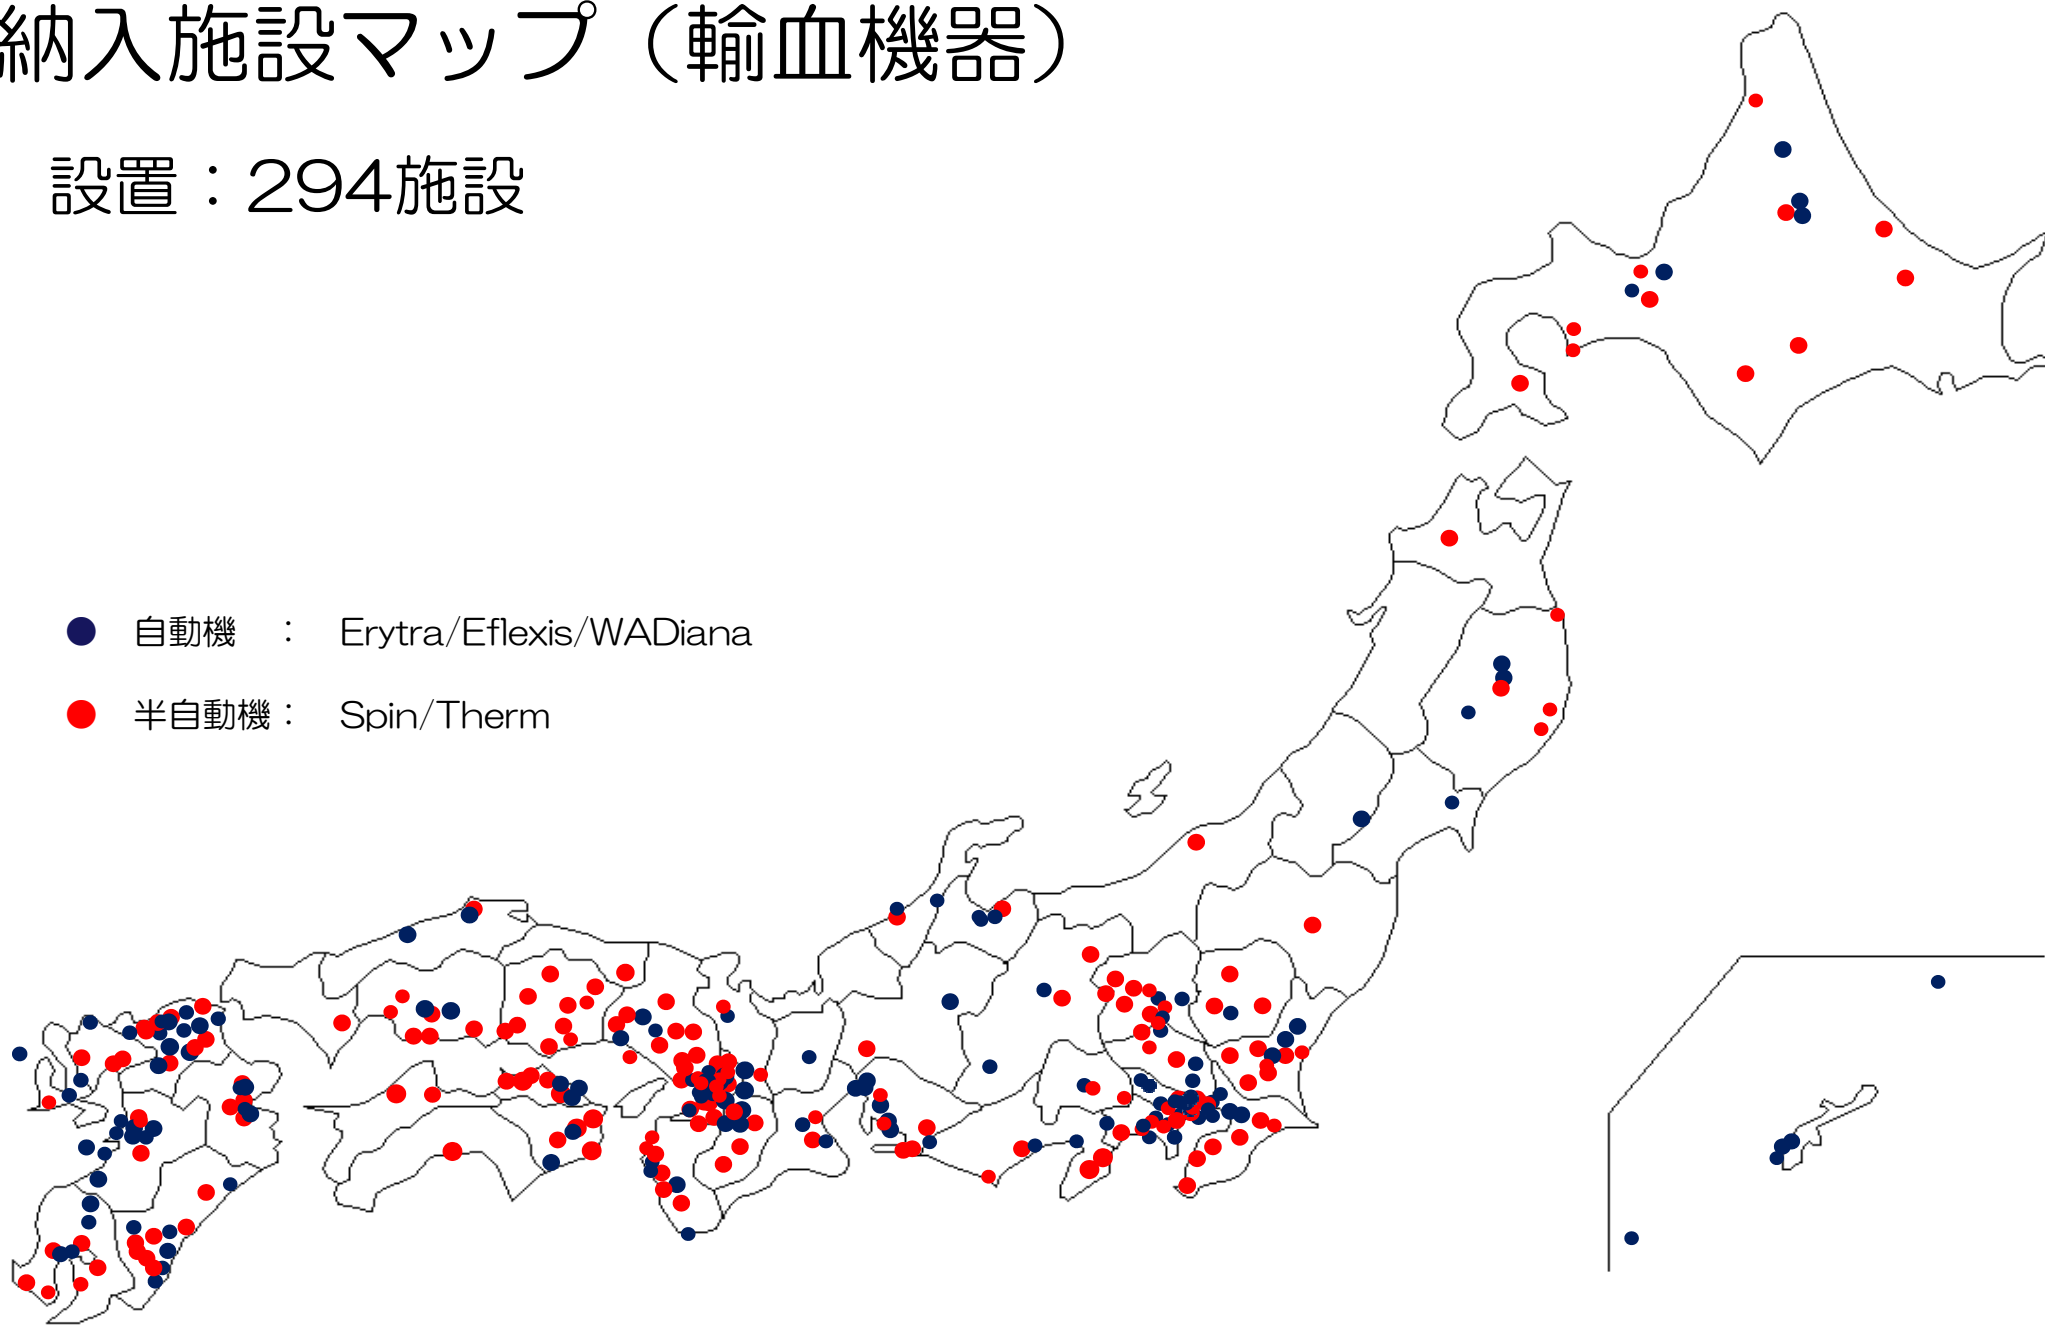 納入施設マップ（輸血機器）
設置：294施設
自動機　：　Erytra/Eflexis/WADiana
半自動機：　Spin/Therm